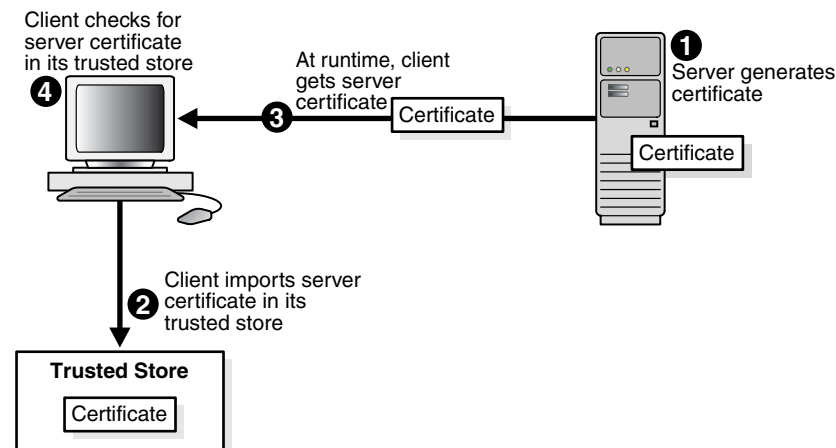 Client checks for
server certificate
in its trusted store
4
At runtime, client
gets server
certificate
3
Certificate
1
Server generates
certificate
Certificate
2
Client imports server
certificate in its
trusted store
Trusted Store
Certificate